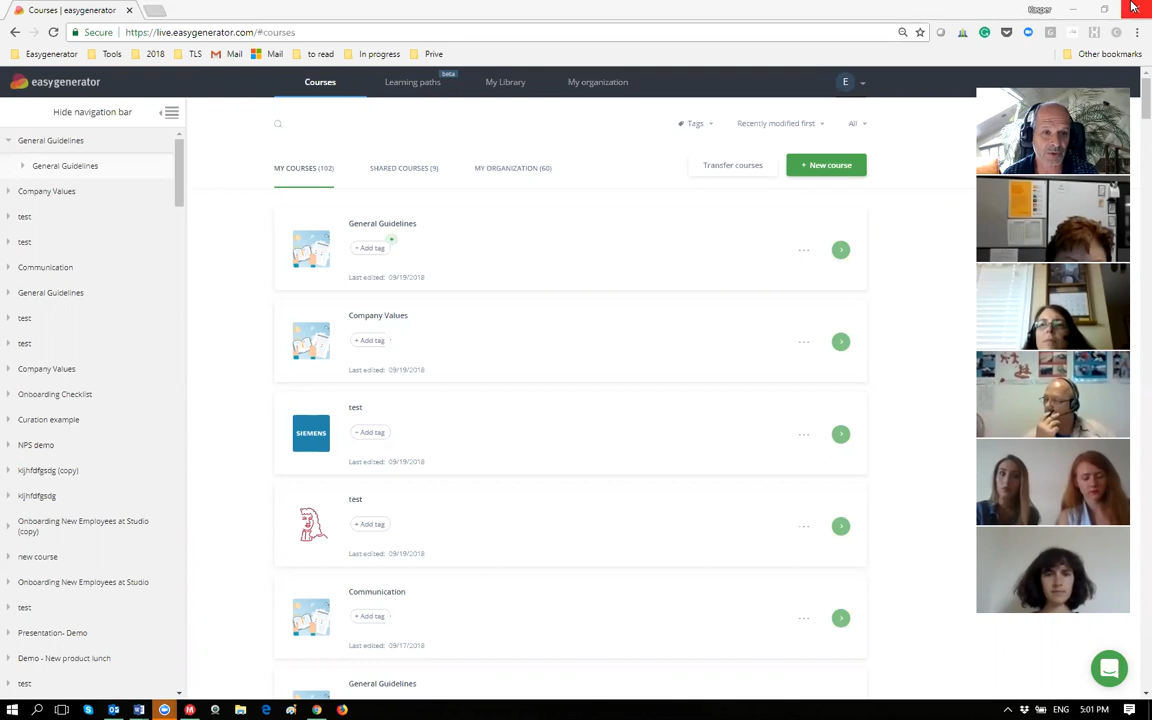 Courses | easygenerator
Kasper
Secure
https://live.easygenerator.com/#courses
Easygenerator
Tools
2018
TLS
Mail
Mail
to read
In progress
Prive
Other bookmarks
easygenerator
Courses
Learning paths
beta
My Library
My organization
E
Hide navigation bar
General Guidelines
General Guidelines
Company Values
test
test
Communication
General Guidelines
test
test
Company Values
Onboarding Checklist
Curation example
NPS demo
kljhfdfgsdg (copy)
kljhfdfgsdg
Onboarding New Employees at Studio
(copy)
new course
Onboarding New Employees at Studio
test
Presentation- Demo
Demo - New product lunch
test
Tags
Recently modified first
All
MY COURSES (102)
SHARED COURSES (9)
MY ORGANIZATION (60)
Transfer courses
+ New course
General Guidelines
+ Add tag
Last edited: 09/19/2018
Company Values
+ Add tag
Last edited: 09/19/2018
SIEMENS
test
+ Add tag
Last edited: 09/19/2018
test
+ Add tag
Last edited: 09/19/2018
Communication
+ Add tag
Last edited: 09/17/2018
General Guidelines
ENG
5:01 PM